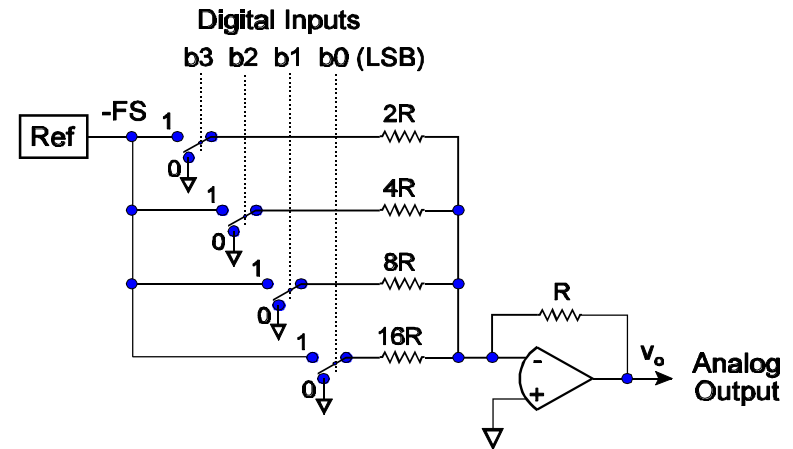 Digital Inputs
b3 b2 b1 b0 (LSB)
-FS
Ref
1
2R
0
1
4R
0
1
8R
0
1
16R
R
0
-
+
vo
Analog
Output